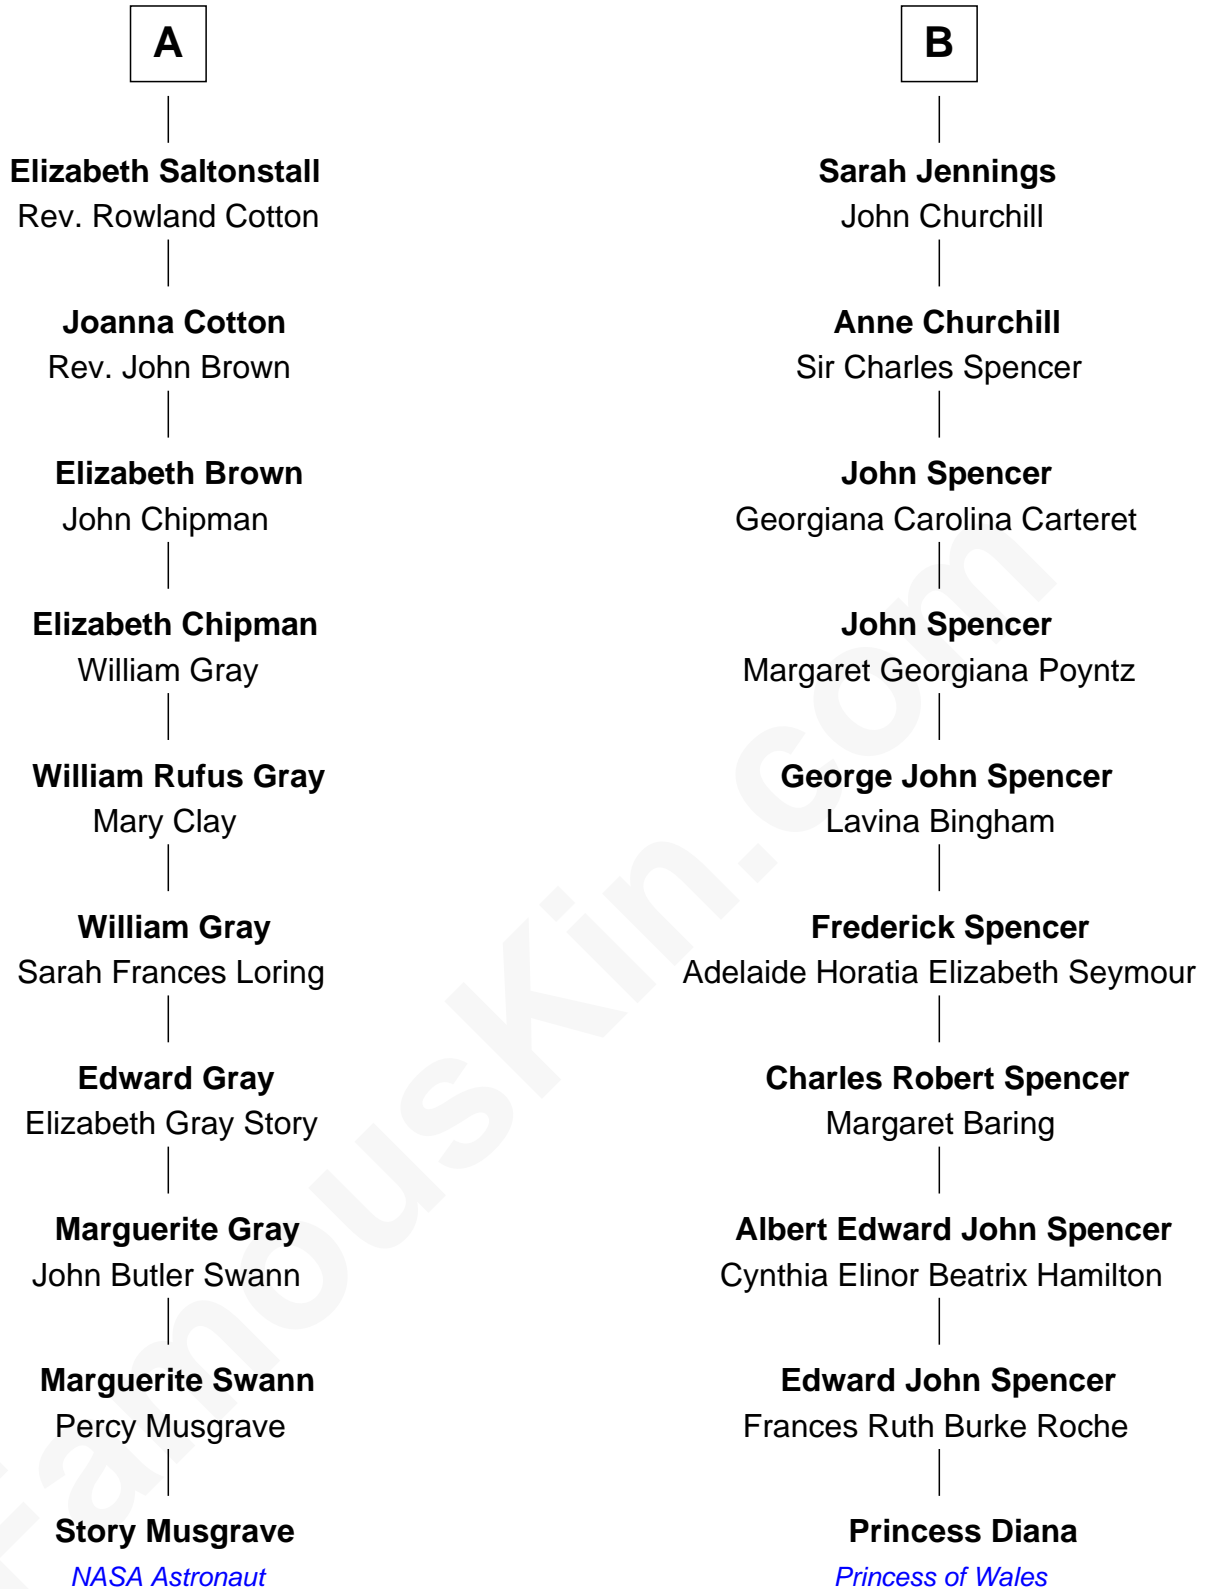 A
Elizabeth Saltonstall
Rev. Rowland Cotton
Joanna Cotton
Rev. John Brown
Elizabeth Brown
John Chipman
Elizabeth Chipman
William Gray
William Rufus Gray
Mary Clay
William Gray
Sarah Frances Loring
Edward Gray
Elizabeth Gray Story
Marguerite Gray
John Butler Swann
Marguerite Swann
Percy Musgrave
Story Musgrave
NASA Astronaut
B
Sarah Jennings
John Churchill
Anne Churchill
Sir Charles Spencer
John Spencer
Georgiana Carolina Carteret
John Spencer
Margaret Georgiana Poyntz
George John Spencer
Lavina Bingham
Frederick Spencer
Adelaide Horatia Elizabeth Seymour
Charles Robert Spencer
Margaret Baring
Albert Edward John Spencer
Cynthia Elinor Beatrix Hamilton
Edward John Spencer
Frances Ruth Burke Roche
Princess Diana
Princess of Wales
FamousKin.com